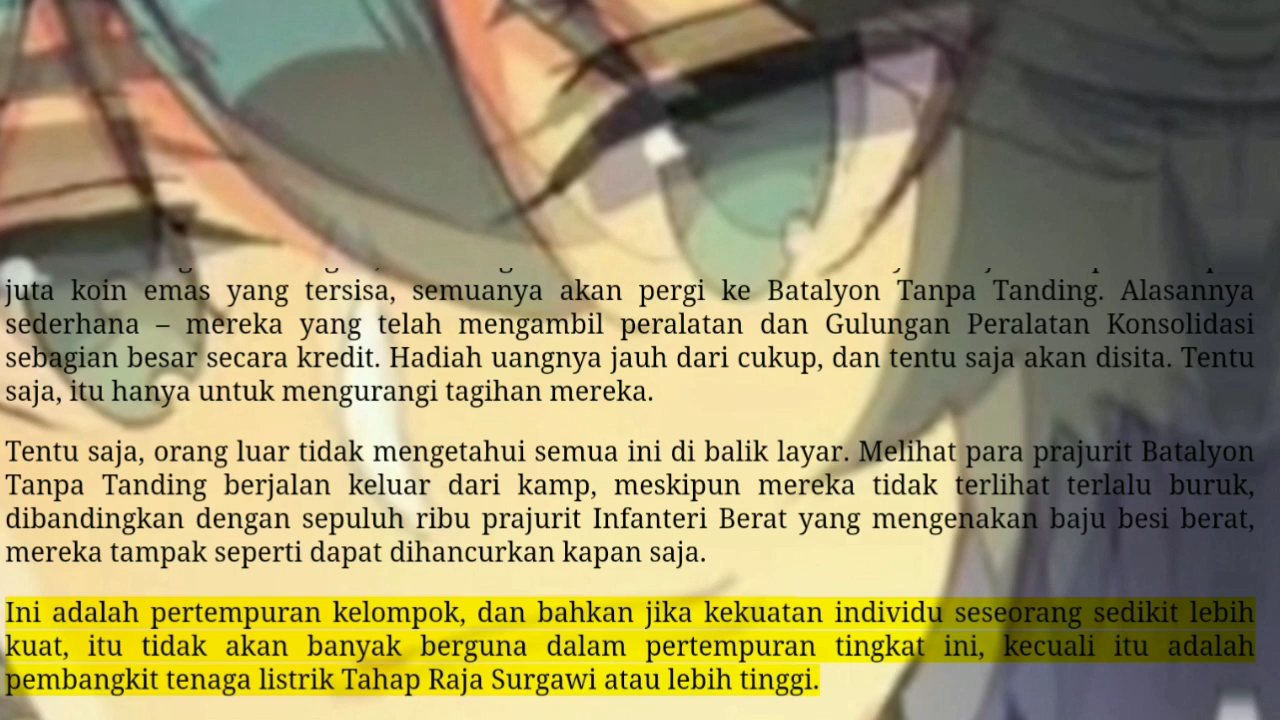 juta koin emas yang tersisa, semuanya akan pergi ke Batalyon Tanpa Tanding. Alasannya
sederhana – mereka yang telah mengambil peralatan dan Gulungan Peralatan Konsolidasi
sebagian besar secara kredit. Hadiah uangnya jauh dari cukup, dan tentu saja akan disita. Tentu
saja, itu hanya untuk mengurangi tagihan mereka.
Tentu saja, orang luar tidak mengetahui semua ini di balik layar. Melihat para prajurit Batalyon
Tanpa Tanding berjalan keluar dari kamp, meskipun mereka tidak terlihat terlalu buruk,
dibandingkan dengan sepuluh ribu prajurit Infanteri Berat yang mengenakan baju besi berat,
mereka tampak seperti dapat dihancurkan kapan saja.
Ini adalah pertempuran kelompok, dan bahkan jika kekuatan individu seseorang sedikit lebih
kuat, itu tidak akan banyak berguna dalam pertempuran tingkat ini, kecuali itu adalah
pembangkit tenaga listrik Tahap Raja Surgawi atau lebih tinggi.